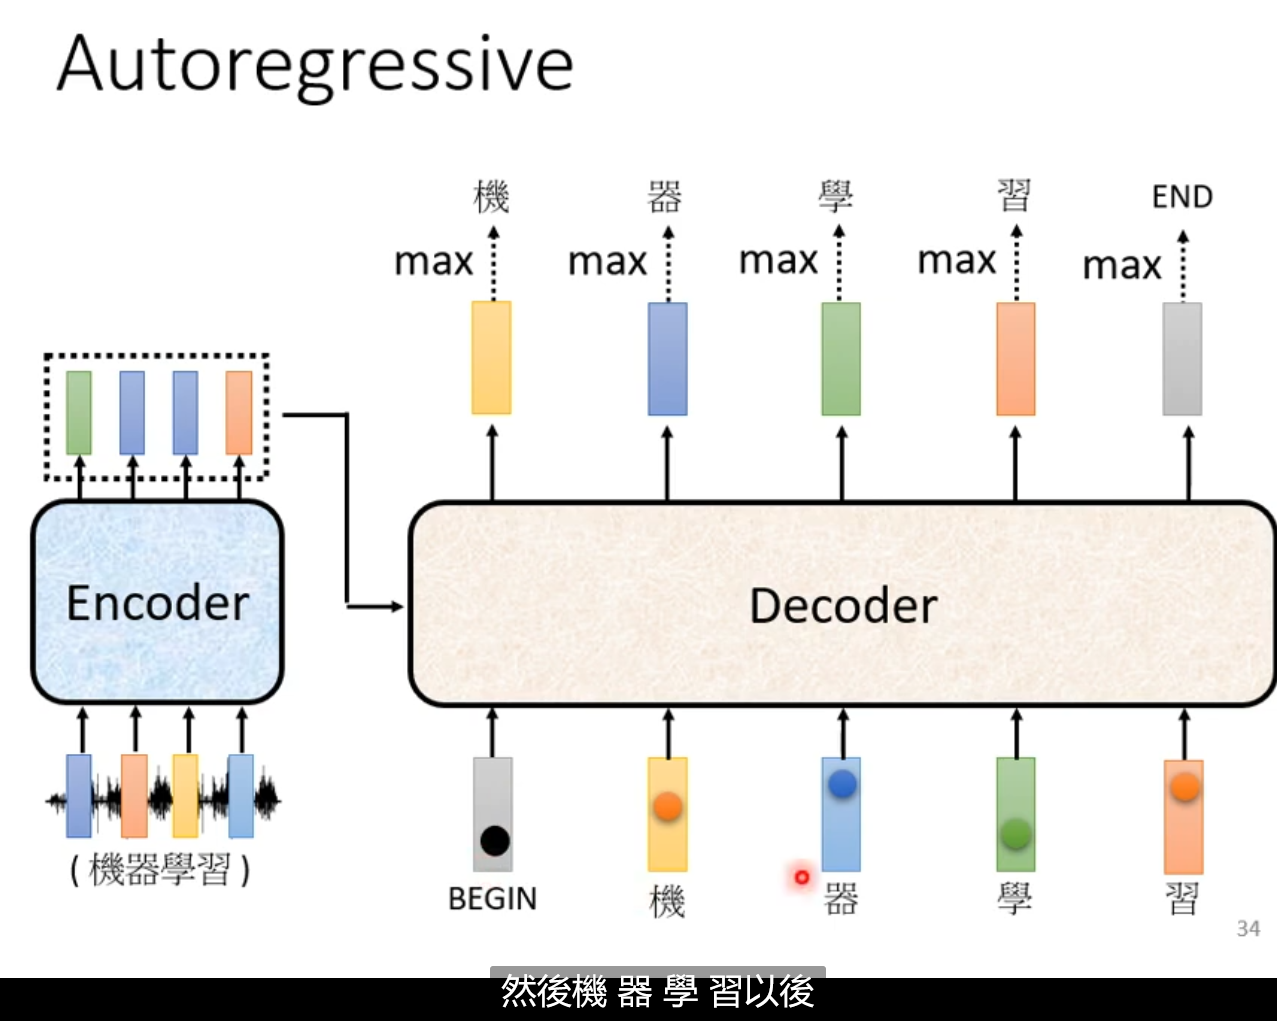 Autoregressive
機 器 學 習 END
max max max max max
Encoder
Decoder
( 機器學習 )
BEGIN 機 器 學 習
34
然後機 器 學 習以後